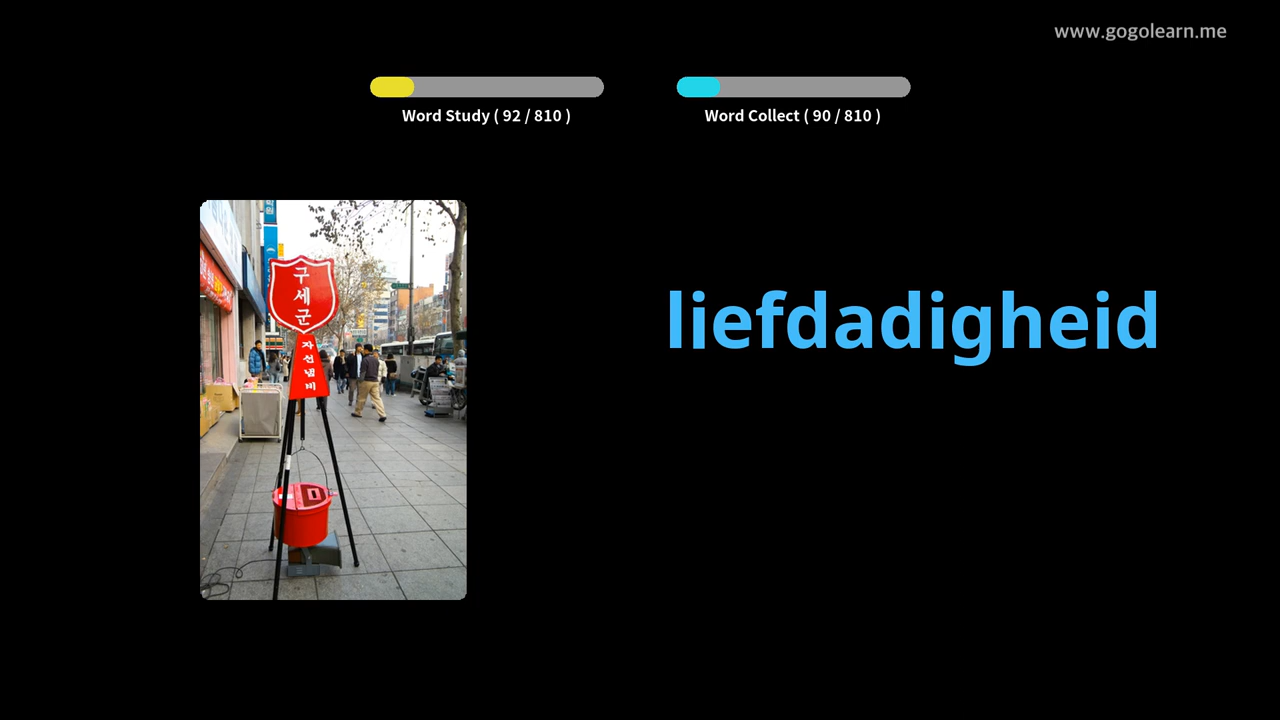 www.gogolearn.me
Word Study ( 92 / 810 )
Word Collect ( 90 / 810 )
liefdadigheid
구세군
자선냄비